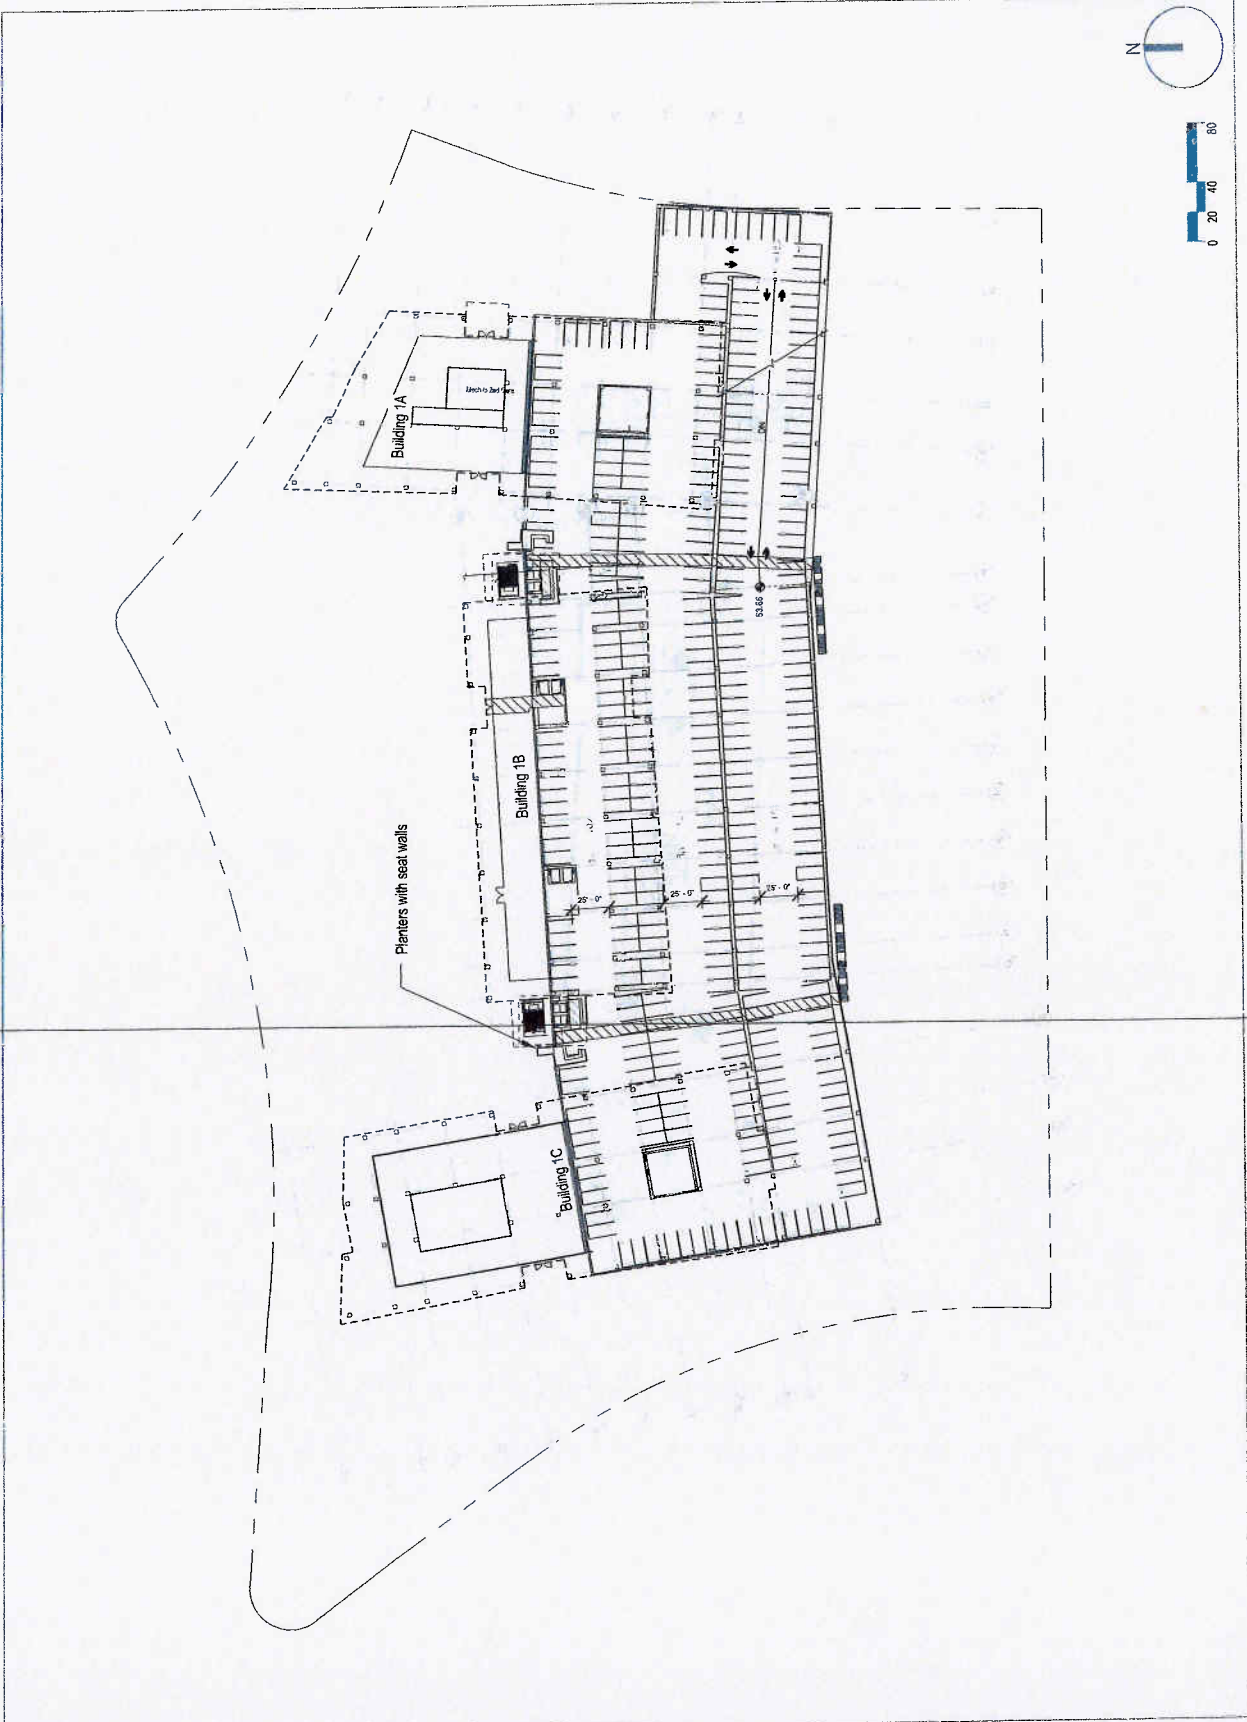 N
0 20 40 80
Building 1A
DN
53.66
Building 1B
Planters with seat walls
25' - 0"
25' - 0"
25' - 0"
Building 1C